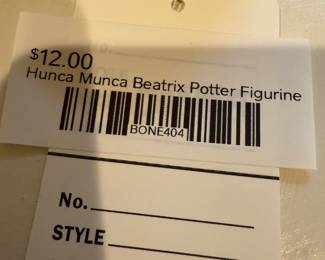 $12.00
Hunca Munca Beatrix Potter Figurine
BONE404
No.
STYLE